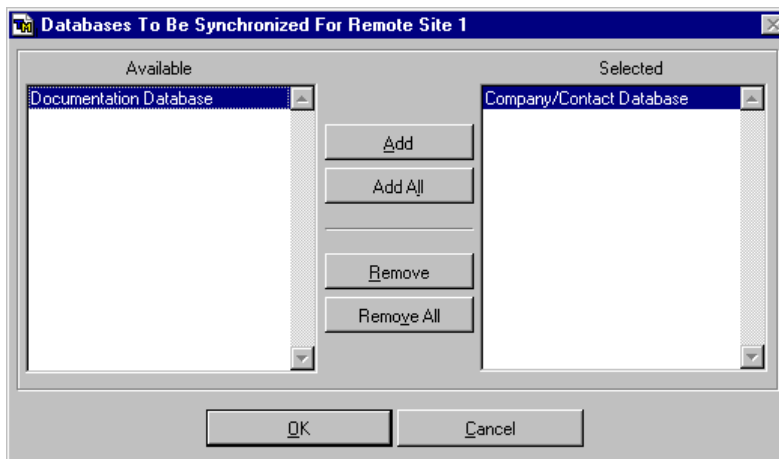 Databases To Be Synchronized For Remote Site 1
Available
Selected
Documentation Database
Company/Contact Database
Add
Add All
Remove
Remove All
OK
Cancel